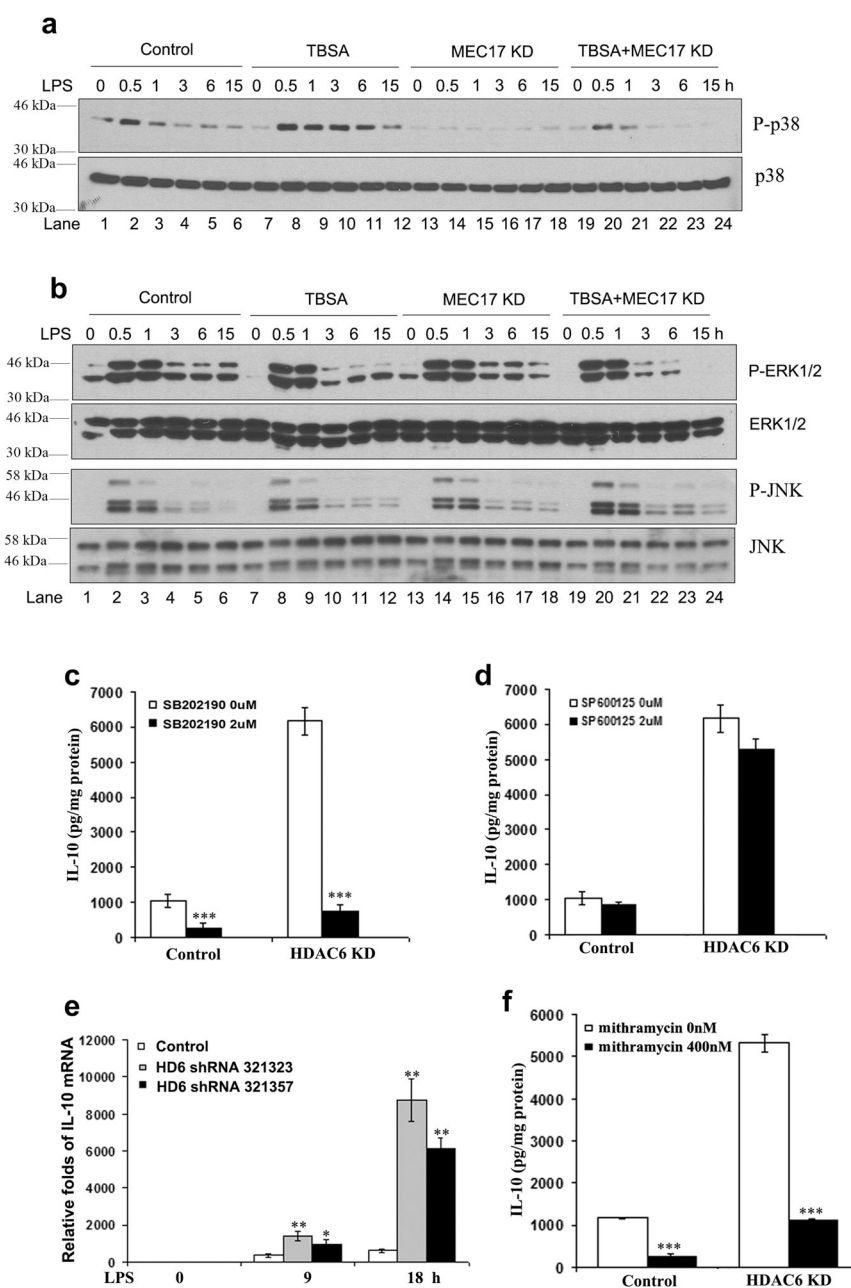 a
Control TBSA MEC17 KD TBSA+MEC17 KD
LPS 0 0.5 1 3 6 15 0 0.5 1 3 6 15 0 0.5 1 3 6 15 0 0.5 1 3 6 15 h
46 kDa
P-p38
30 kDa
46 kDa
p38
30 kDa
Lane 1 2 3 4 5 6 7 8 9 10 11 12 13 14 15 16 17 18 19 20 21 22 23 24
b
Control TBSA MEC17 KD TBSA+MEC17 KD
LPS 0 0.5 1 3 6 15 0 0.5 1 3 6 15 0 0.5 1 3 6 15 0 0.5 1 3 6 15 h
46 kDa
P-ERK1/2
30 kDa
46 kDa
ERK1/2
30 kDa
58 kDa
P-JNK
46 kDa
58 kDa
JNK
46 kDa
Lane 1 2 3 4 5 6 7 8 9 10 11 12 13 14 15 16 17 18 19 20 21 22 23 24
c
IL-10 (pg/mg protein)
7000
6000
5000
4000
3000
2000
1000
0
SB202190 0uM
SB202190 2uM
***
***
Control HDAC6 KD
d
IL-10 (pg/mg protein)
7000
6000
5000
4000
3000
2000
1000
0
SP600125 0uM
SP600125 2uM
Control HDAC6 KD
e
Relative folds of IL-10 mRNA
12000
10000
8000
6000
4000
2000
0
Control
HD6 shRNA 321323
HD6 shRNA 321357
**
*
**
**
LPS 0 9 18 h
f
IL-10 (pg/mg protein)
6000
5000
4000
3000
2000
1000
0
mithramycin 0nM
mithramycin 400nM
***
***
Control HDAC6 KD